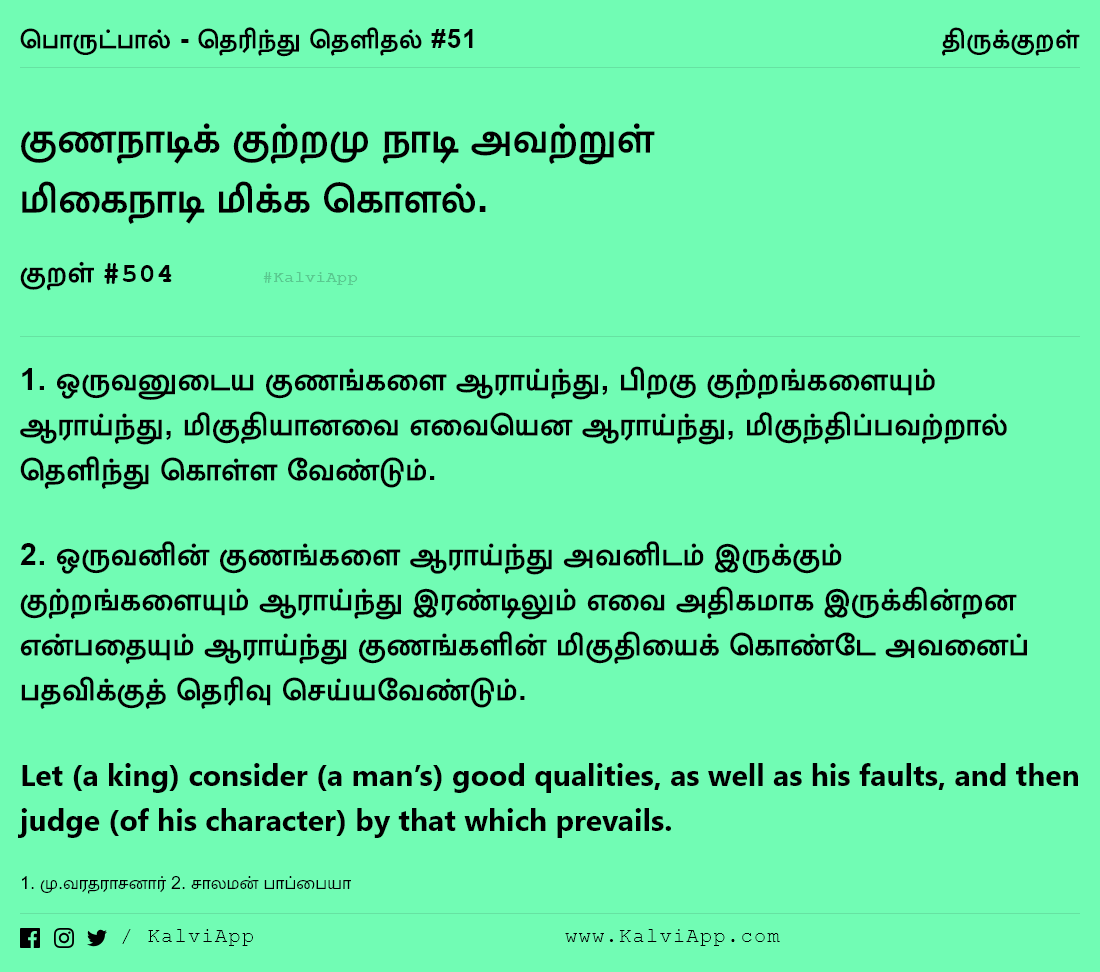 பொருட்பால் - தெரிந்து தெளிதல் #51 திருக்குறள்
குணநாடிக் குற்றமு நாடி அவற்றுள்
மிகைநாடி மிக்க கொளல்.
குறள் #504 #KalviApp
1. ஒருவனுடைய குணங்களை ஆராய்ந்து, பிறகு குற்றங்களையும்
ஆராய்ந்து, மிகுதியானவை எவையென ஆராய்ந்து, மிகுந்திப்பவற்றால்
தெளிந்து கொள்ள வேண்டும்.
2. ஒருவனின் குணங்களை ஆராய்ந்து அவனிடம் இருக்கும்
குற்றங்களையும் ஆராய்ந்து இரண்டிலும் எவை அதிகமாக இருக்கின்றன
என்பதையும் ஆராய்ந்து குணங்களின் மிகுதியைக் கொண்டே அவனைப்
பதவிக்குத் தெரிவு செய்யவேண்டும்.
Let (a king) consider (a man’s) good qualities, as well as his faults, and then
judge (of his character) by that which prevails.
1. மு.வரதராசனார் 2. சாலமன் பாப்பையா
/ KalviApp www.KalviApp.com